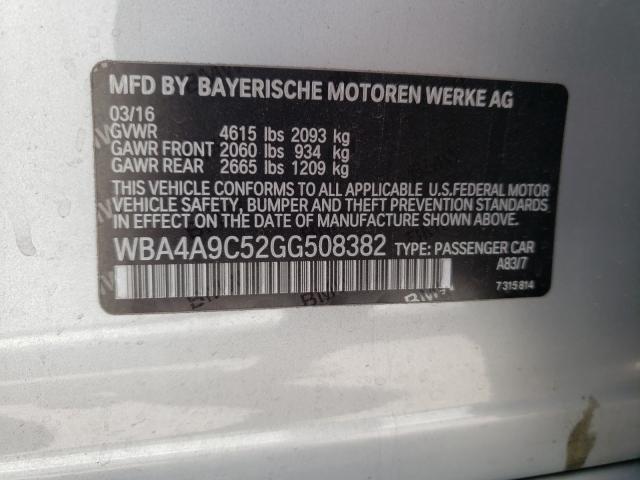 MFD BY BAYERISCHE MOTOREN WERKE AG
03/16
GVWR 4615 lbs 2093 kg
GAWR FRONT 2060 lbs 934 kg
GAWR REAR 2665 lbs 1209 kg
THIS VEHICLE CONFORMS TO ALL APPLICABLE U.S.FEDERAL MOTOR
VEHICLE SAFETY, BUMPER AND THEFT PREVENTION STANDARDS
IN EFFECT ON THE DATE OF MANUFACTURE SHOWN ABOVE.
WBA4A9C52GG508382 TYPE: PASSENGER CAR
A83/7
7315814